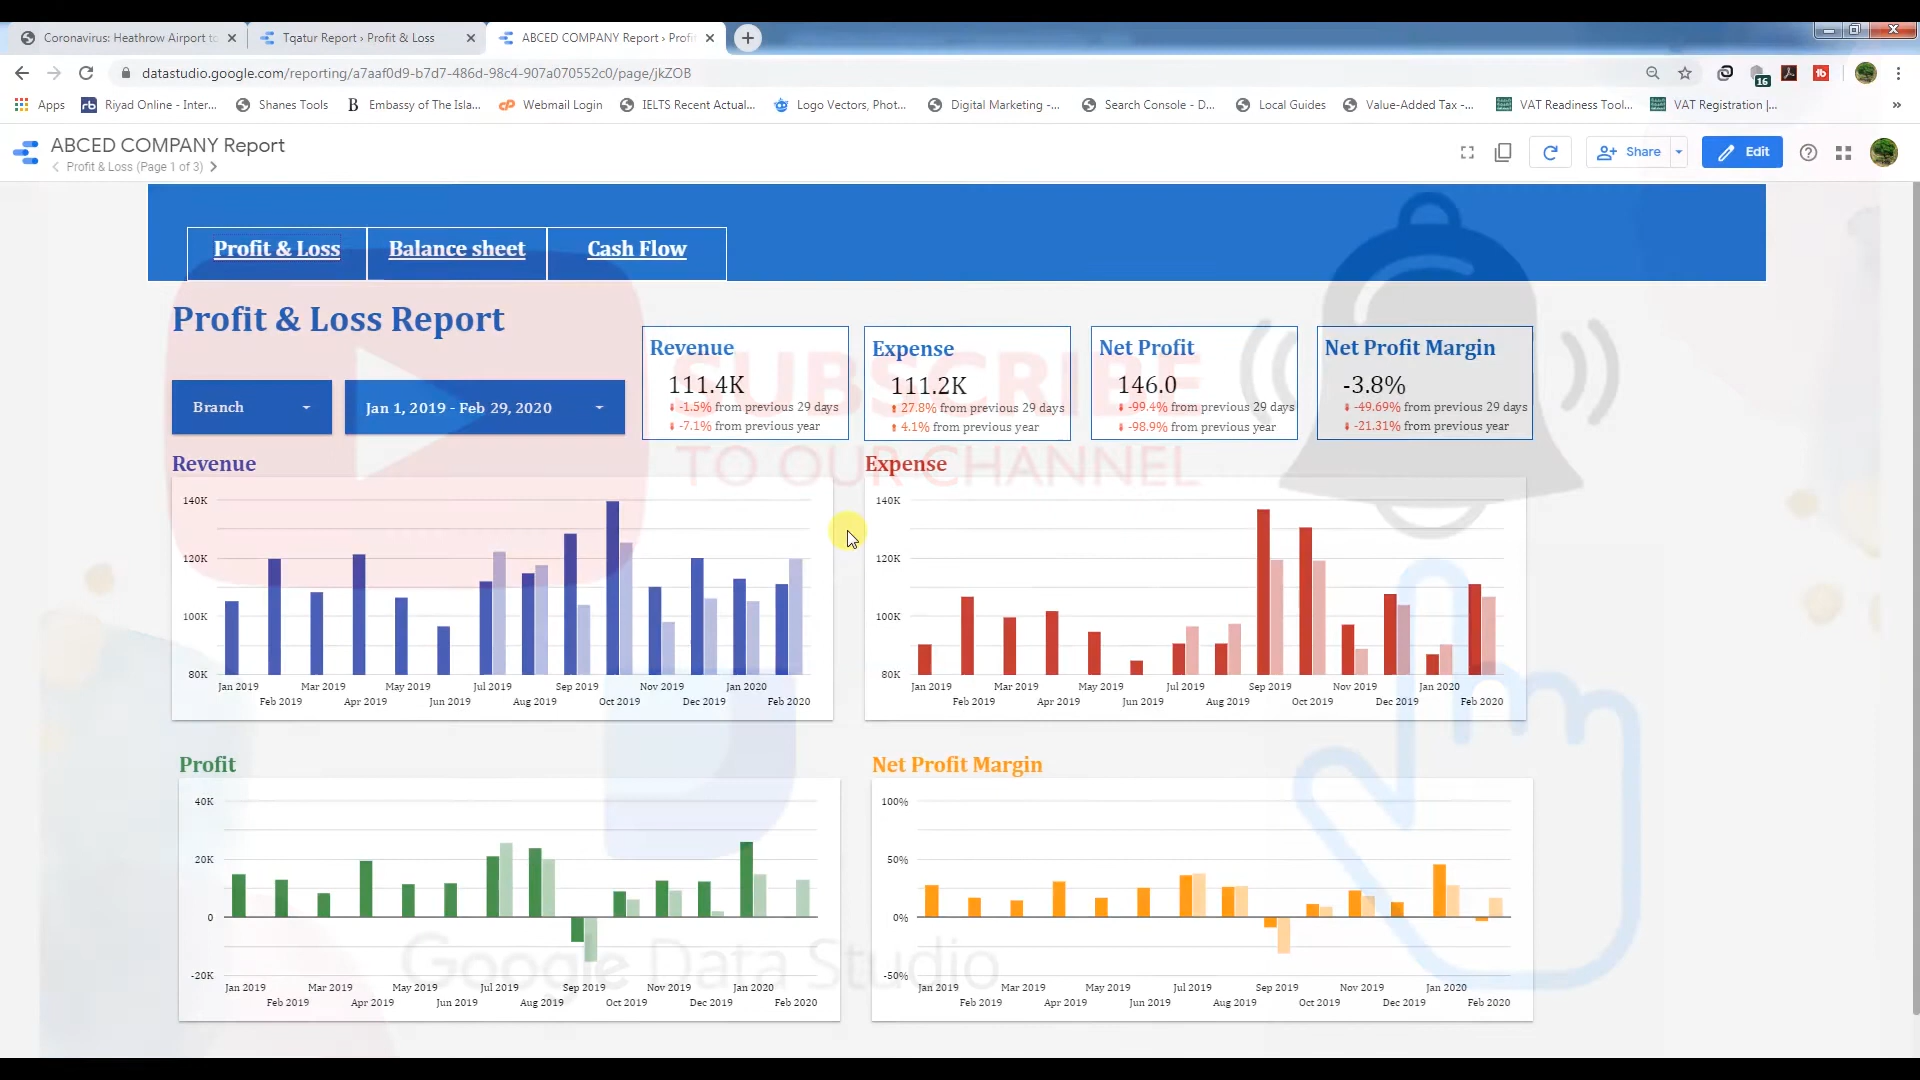 Coronavirus: Heathrow Airport to
Tqatur Report › Profit & Loss
ABCED COMPANY Report › Profi
datastudio.google.com/reporting/a7aaf0d9-b7d7-486d-98c4-907a070552c0/page/jkZOB
16
Apps
Riyad Online - Inter...
Shanes Tools
Embassy of The Isla...
Webmail Login
IELTS Recent Actual...
Logo Vectors, Phot...
Digital Marketing -...
Search Console - D...
Local Guides
Value-Added Tax -...
VAT Readiness Tool...
VAT Registration |...
»
ABCED COMPANY Report
Profit & Loss (Page 1 of 3)
Share
Edit
Profit & Loss
Balance sheet
Cash Flow
Profit & Loss Report
Branch
Jan 1, 2019 - Feb 29, 2020
Revenue
111.4K
-1.5% from previous 29 days
-7.1% from previous year
Expense
111.2K
27.8% from previous 29 days
4.1% from previous year
Net Profit
146.0
-99.4% from previous 29 days
-98.9% from previous year
Net Profit Margin
-3.8%
-49.69% from previous 29 days
-21.31% from previous year
SUBSCRIBE
TO OUR CHANNEL
Revenue
140K
120K
100K
80K
Jan 2019 Mar 2019 May 2019 Jul 2019 Sep 2019 Nov 2019 Jan 2020
Feb 2019 Apr 2019 Jun 2019 Aug 2019 Oct 2019 Dec 2019 Feb 2020
Expense
140K
120K
100K
80K
Jan 2019 Mar 2019 May 2019 Jul 2019 Sep 2019 Nov 2019 Jan 2020
Feb 2019 Apr 2019 Jun 2019 Aug 2019 Oct 2019 Dec 2019 Feb 2020
Profit
40K
20K
0
-20K
Jan 2019 Mar 2019 May 2019 Jul 2019 Sep 2019 Nov 2019 Jan 2020
Feb 2019 Apr 2019 Jun 2019 Aug 2019 Oct 2019 Dec 2019 Feb 2020
Net Profit Margin
100%
50%
0%
-50%
Jan 2019 Mar 2019 May 2019 Jul 2019 Sep 2019 Nov 2019 Jan 2020
Feb 2019 Apr 2019 Jun 2019 Aug 2019 Oct 2019 Dec 2019 Feb 2020
Google Data Studio